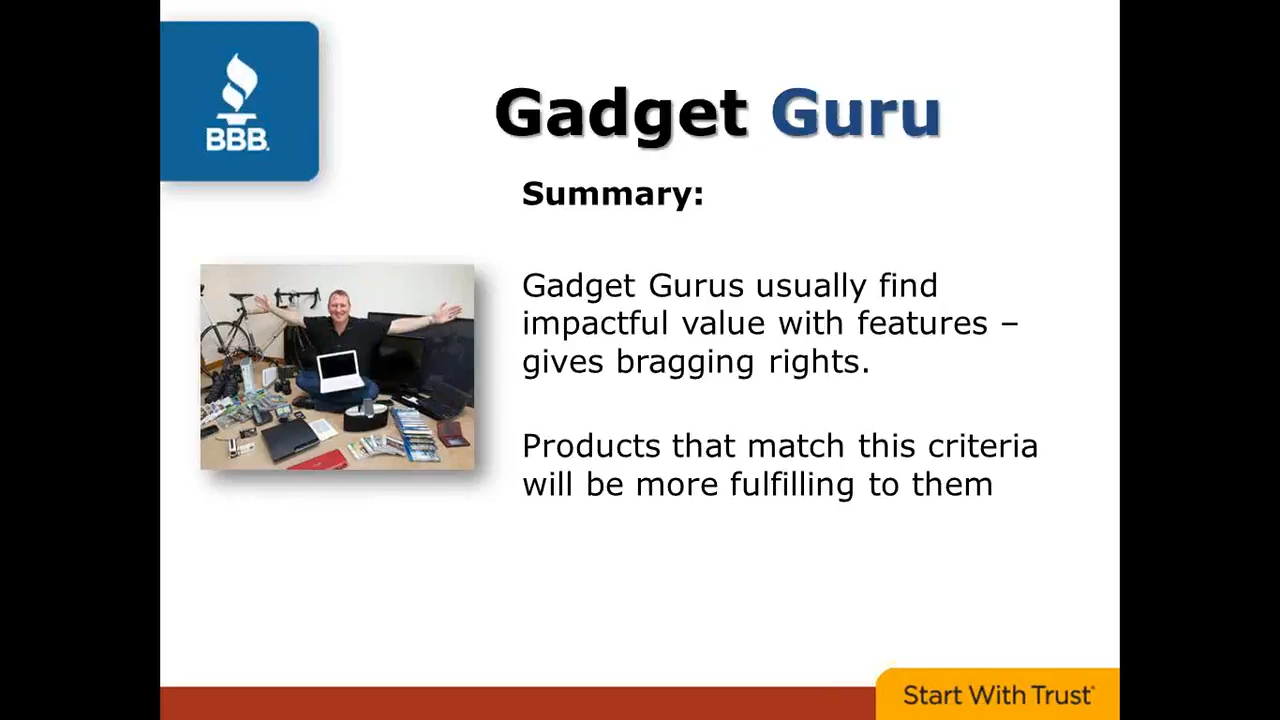 BBB.
Gadget Guru
Summary:
Gadget Gurus usually find
impactful value with features –
gives bragging rights.
Products that match this criteria
will be more fulfilling to them
Start With Trust®